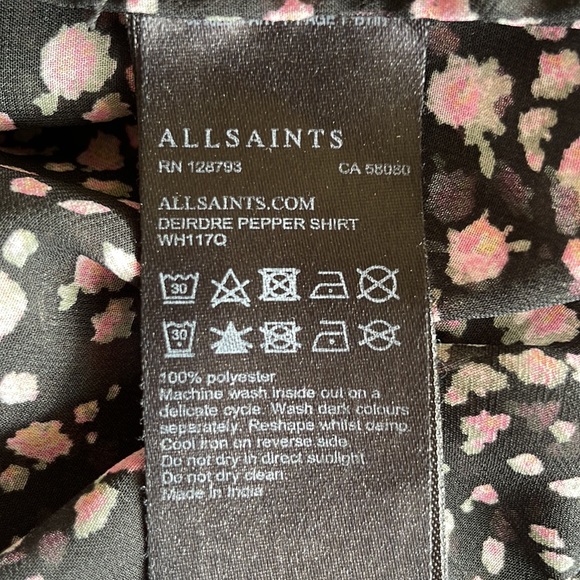 ALLSAINTS
RN 128793 CA 58080
ALLSAINTS.COM
DEIRDRE PEPPER SHIRT
WH117Q
30
30
100% polyester
Machine wash inside out on a
delicate cycle. Wash dark colours
separately. Reshape whilst damp.
Cool iron on reverse side.
Do not dry in direct sunlight
Do not dry clean.
Made in India